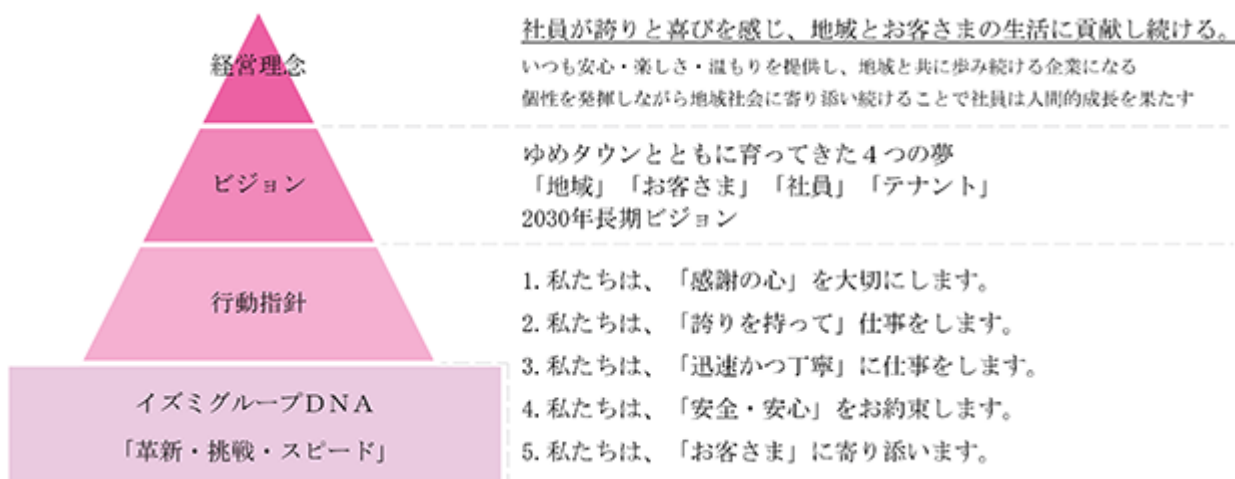 経営理念
社員が誇りと喜びを感じ、地域とお客さまの生活に貢献し続ける。
いつも安心・楽しさ・温もりを提供し、地域と共に歩み続ける企業になる
個性を発揮しながら地域社会に寄り添い続けることで社員は人間的成長を果たす
ビジョン
ゆめタウンとともに育ってきた４つの夢
「地域」「お客さま」「社員」「テナント」
2030年長期ビジョン
行動指針
1. 私たちは、「感謝の心」を大切にします。
2. 私たちは、「誇りを持って」仕事をします。
3. 私たちは、「迅速かつ丁寧」に仕事をします。
4. 私たちは、「安全・安心」をお約束します。
5. 私たちは、「お客さま」に寄り添います。
イズミグループＤＮＡ
「革新・挑戦・スピード」